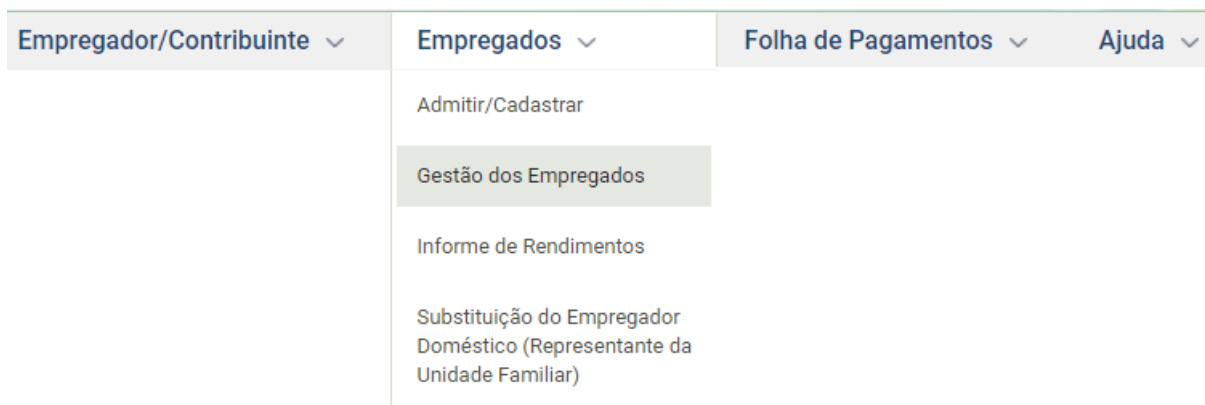 Empregador/Contribuinte
Empregados
Folha de Pagamentos
Ajuda
Admitir/Cadastrar
Gestão dos Empregados
Informe de Rendimentos
Substituição do Empregador
Doméstico (Representante da
Unidade Familiar)